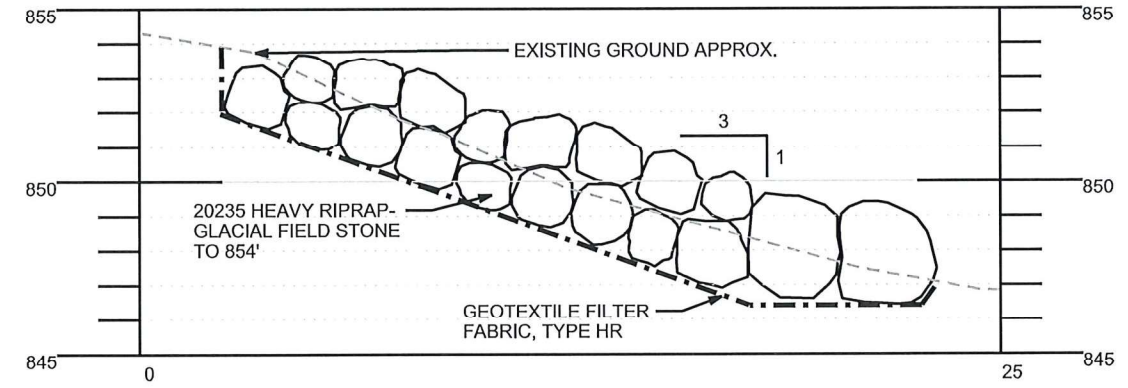 855
855
EXISTING GROUND APPROX.
3
1
850
850
20235 HEAVY RIPRAP-
GLACIAL FIELD STONE
TO 854'
GEOTEXTILE FILTER
FABRIC, TYPE HR
845
845
0
25